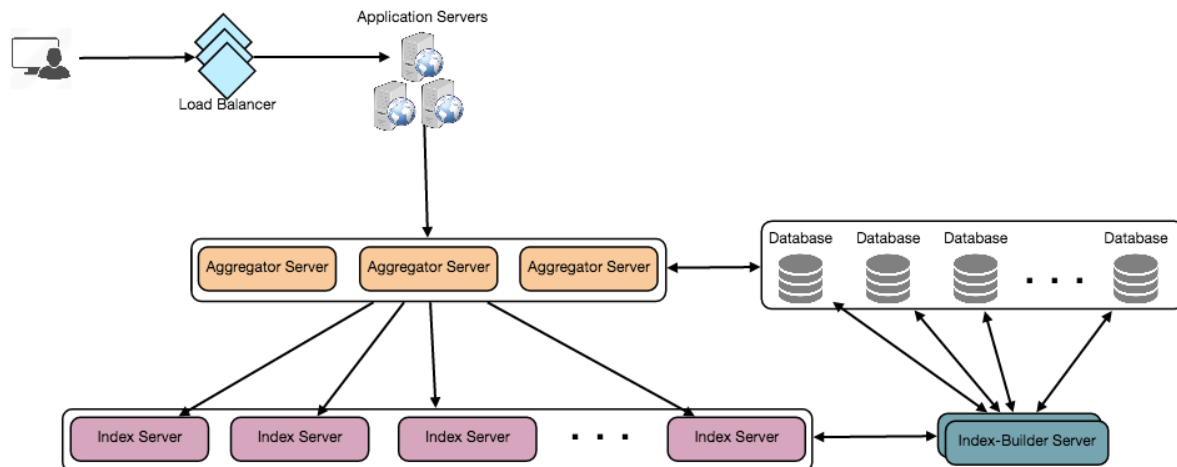 Application Servers
Load Balancer
Aggregator Server
Aggregator Server
Aggregator Server
Database
Database
Database
Database
. . .
Index Server
Index Server
Index Server
. . .
Index Server
Index-Builder Server